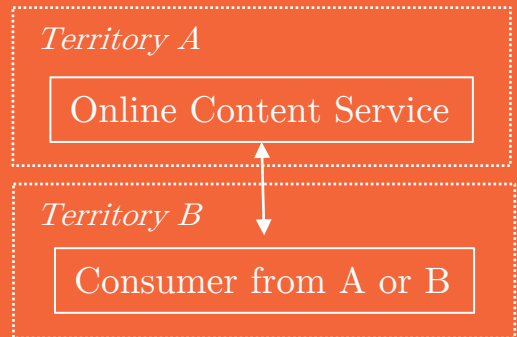 Territory A
Online Content Service
Territory B
Consumer from A or B